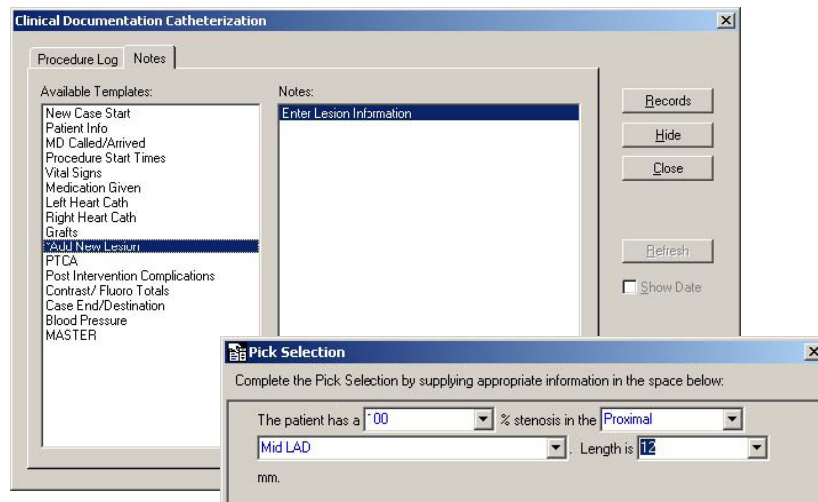 Clinical Documentation Catheterization
Procedure Log Notes
Available Templates:
New Case Start
Patient Info
MD Called/Arrived
Procedure Start Times
Vital Signs
Medication Given
Left Heart Cath
Right Heart Cath
Grafts
*Add New Lesion
PTCA
Post Intervention Complications
Contrast/ Fluoro Totals
Case End/Destination
Blood Pressure
MASTER
Notes:
Enter Lesion Information
Records
Hide
Close
Refresh
Show Date
Pick Selection
Complete the Pick Selection by supplying appropriate information in the space below:
The patient has a 100 % stenosis in the Proximal
Mid LAD . Length is 12
mm.